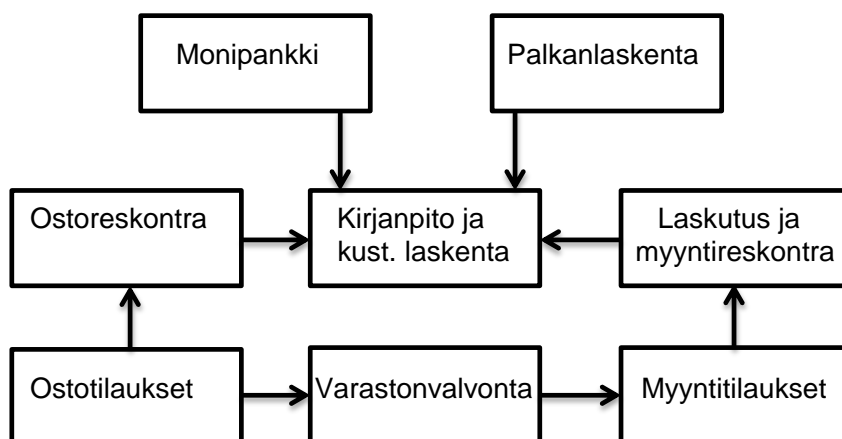 Monipankki
Palkanlaskenta
Ostoreskontra
Kirjanpito ja
kust. laskenta
Laskutus ja
myyntireskontra
Ostotilaukset
Varastonvalvonta
Myyntitilaukset